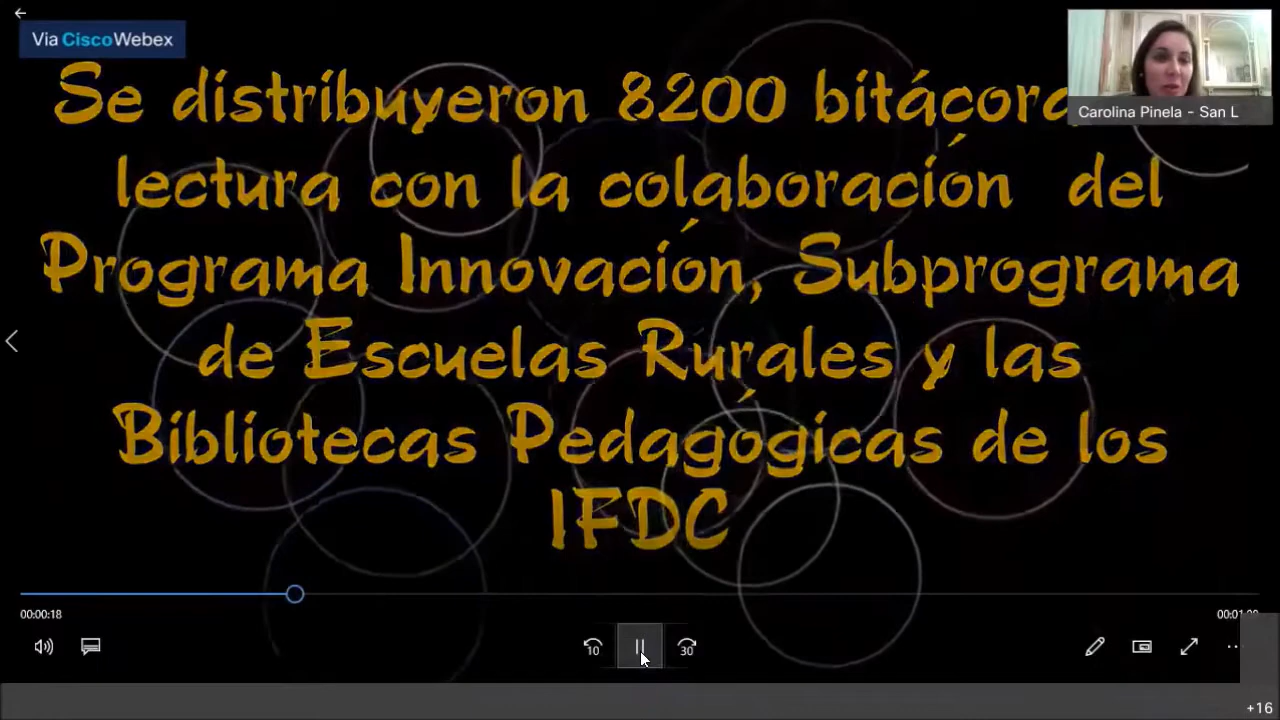 Via CiscoWebex
Se distribuyeron 8200
lectura con la colaboración del
Programa Innovación, Subprograma
de Escuelas Rurales y las
Bibliotecas Pedagógicas de los
IFDC
Carolina Pinela - San L
00:00:18
10
30
+16